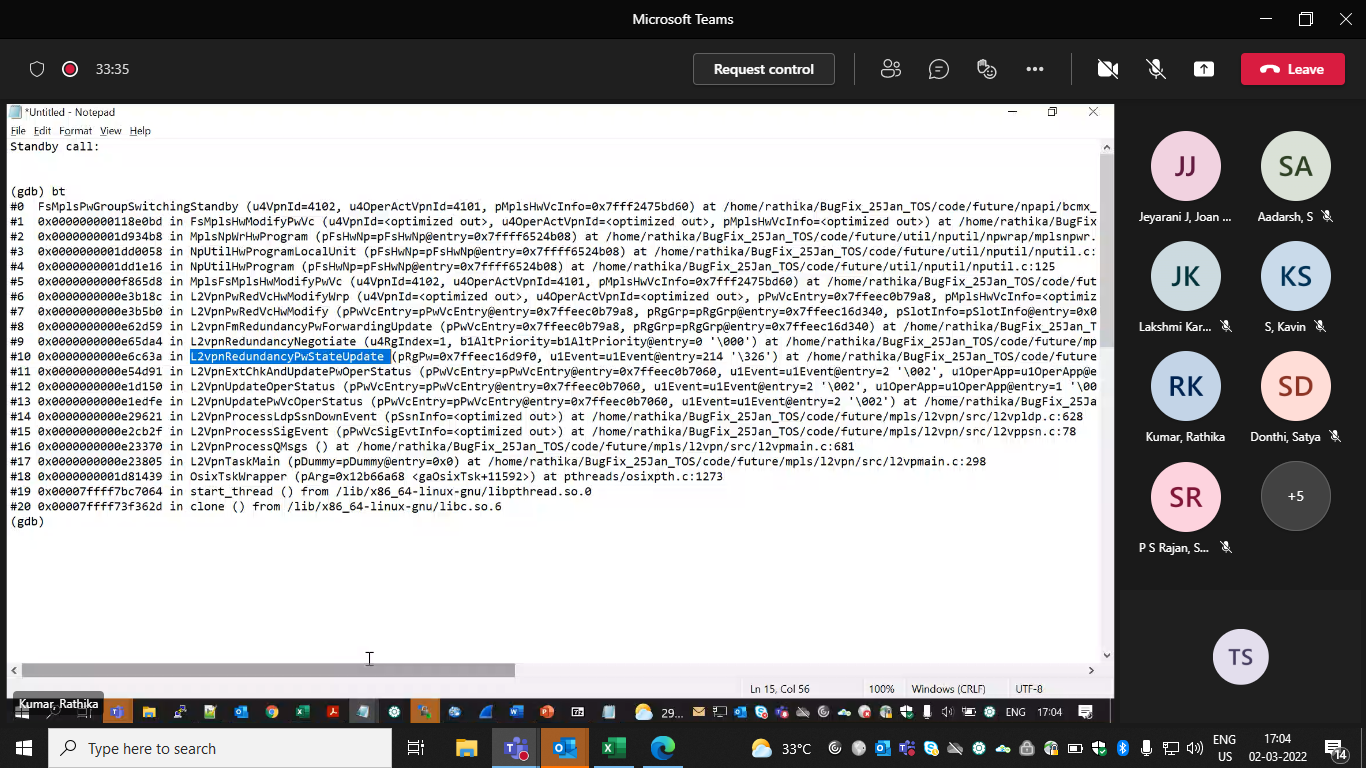 Microsoft Teams
33:35
Request control
Leave
*Untitled - Notepad
File Edit Format View Help
Standby call:
(gdb) bt
#0 FsMplsPwGroupSwitchingStandby (u4VpnId=4102, u4OperActVpnId=4101, pMplsHwVcInfo=0x7fff2475bd60) at /home/rathika/BugFix_25Jan_TOS/code/future/npapi/bcmx_
#1 0x000000000118e0bd in FsMplsHwModifyPwVc (u4VpnId=<optimized out>, u4OperActVpnId=<optimized out>, pMplsHwVcInfo=<optimized out>) at /home/rathika/BugFix
#2 0x0000000001d934b8 in MplsNpWrHwProgram (pFsHwNp=pFsHwNp@entry=0x7ffff6524b08) at /home/rathika/BugFix_25Jan_TOS/code/future/util/nputil/npwrap/mplsnpwr.
#3 0x0000000001dd0058 in NpUtilHwProgramLocalUnit (pFsHwNp=pFsHwNp@entry=0x7ffff6524b08) at /home/rathika/BugFix_25Jan_TOS/code/future/util/nputil/nputil.c:
#4 0x0000000001dd1e16 in NpUtilHwProgram (pFsHwNp=pFsHwNp@entry=0x7ffff6524b08) at /home/rathika/BugFix_25Jan_TOS/code/future/util/nputil/nputil.c:125
#5 0x0000000000f865d8 in MplsFsMplsHwModifyPwVc (u4VpnId=4102, u4OperActVpnId=4101, pMplsHwVcInfo=0x7fff2475bd60) at /home/rathika/BugFix_25Jan_TOS/code/fut
#6 0x0000000000e3b18c in L2VpnPwRedVcHwModifyWrp (u4VpnId=<optimized out>, u4OperActVpnId=<optimized out>, pPwVcEntry=0x7ffeec0b79a8, pMplsHwVcInfo=<optimiz
#7 0x0000000000e3b5b0 in L2VpnPwRedVcHwModify (pPwVcEntry=0x7ffeec0b79a8, pRgGrp=pRgGrp@entry=0x7ffeec16d340, pSlotInfo=pSlotInfo@entry=0x0
#8 0x0000000000e62d59 in L2vpnFmRedundancyPwForwardingUpdate (pPwVcEntry=0x7ffeec0b79a8, pRgGrp=pRgGrp@entry=0x7ffeec16d340) at /home/rathika/BugFix_25Jan_T
#9 0x0000000000e65da4 in L2vpnRedundancyNegotiate (u4RgIndex=1, b1AltPriority=b1AltPriority@entry=0 '\000') at /home/rathika/BugFix_25Jan_TOS/code/future/mp
#10 0x0000000000e6c63a in L2vpnRedundancyPwStateUpdate (pRgPw=0x7ffeec16d9f0, u1Event=u1Event@entry=214 '\326') at /home/rathika/BugFix_25Jan_TOS/code/future
#11 0x0000000000e54d91 in L2VpnExtChkAndUpdatePwOperStatus (pPwVcEntry=pPwVcEntry@entry=0x7ffeec0b7060, u1Event=u1Event@entry=2 '\002', u1OperApp=u1OperApp@e
#12 0x0000000000e1d150 in L2VpnUpdateOperStatus (pPwVcEntry=pPwVcEntry@entry=0x7ffeec0b7060, u1Event=u1Event@entry=2 '\002', u1OperApp=u1OperApp@entry=1 '\00
#13 0x0000000000e1edfe in L2VpnUpdatePwVcOperStatus (pPwVcEntry=pPwVcEntry@entry=0x7ffeec0b7060, u1Event=u1Event@entry=2 '\002') at /home/rathika/BugFix_25Ja
#14 0x0000000000e29621 in L2VpnProcessLdpSsnDownEvent (pSsnInfo=<optimized out>) at /home/rathika/BugFix_25Jan_TOS/code/future/mpls/l2vpn/src/l2vpldp.c:628
#15 0x0000000000e2cb2f in L2VpnProcessSigEvent (pPWVcSigEvtInfo=<optimized out>) at /home/rathika/BugFix_25Jan_TOS/code/future/mpls/l2vpn/src/l2vppsn.c:78
#16 0x0000000000e23370 in L2VpnProcessQMsgs () at /home/rathika/BugFix_25Jan_TOS/code/future/mpls/l2vpn/src/l2vpmain.c:681
#17 0x0000000000e23805 in L2VpnTaskMain (pDummy=pDummy@entry=0x0) at /home/rathika/BugFix_25Jan_TOS/code/future/mpls/l2vpn/src/l2vpmain.c:298
#18 0x0000000001d81439 in OsixTskWrapper (pArg=0x12b66a68 <gaOsixTsk+11592>) at pthreads/osixpth.c:1273
#19 0x00007ffff7bc7064 in start_thread () from /lib/x86_64-linux-gnu/libpthread.so.0
#20 0x00007ffff73f362d in clone () from /lib/x86_64-linux-gnu/libc.so.6
(gdb)
Ln 15, Col 56 100% Windows (CRLF) UTF-8
Kumar, Rathika
29... ENG 17:04
JJ SA
Jeyarani J, Joan ... Aadarsh, S
JK KS
Lakshmi Kar... S, Kavin
RK SD
Kumar, Rathika Donthi, Satya
SR +5
P S Rajan, S...
TS
Type here to search
33°C
ENG
US
17:04
02-03-2022
14